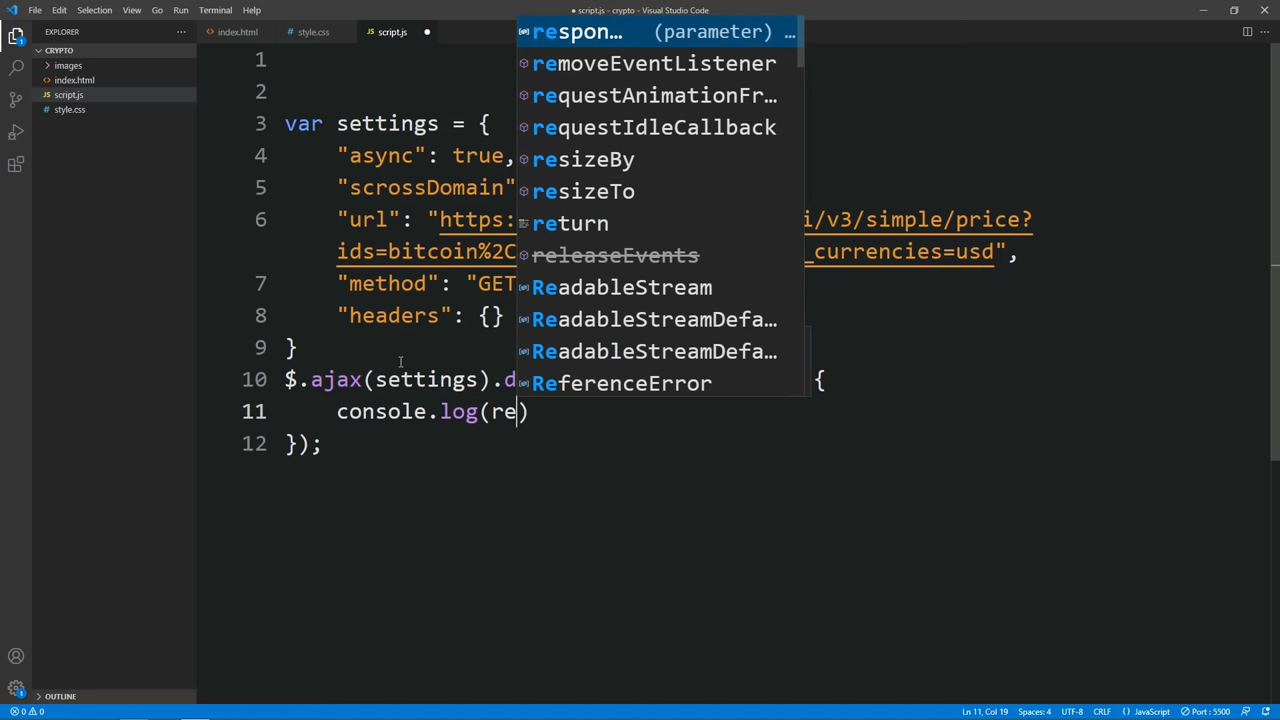 File Edit Selection View Go Run Terminal Help
● script.js - crypto - Visual Studio Code
EXPLORER ...
index.html style.css script.js
CRYPTO
images
index.html
script.js
style.css
1
2
3 var settings = {
4 "async": true,
5 "scrossDomain"
6 "url": "https: i/v3/simple/price?
ids=bitcoin%2C _currencies=usd",
7 "method": "GET
8 "headers": {}
9 }
10 $.ajax(settings).d {
11 console.log(re)
12 });
respon... (parameter) ...
removeEventListener
requestAnimationFr...
requestIdleCallback
resizeBy
resizeTo
return
releaseEvents
ReadableStream
ReadableStreamDefa...
ReadableStreamDefa...
ReferenceError
1
1
OUTLINE
0 0
Ln 11, Col 19 Spaces: 4 UTF-8 CRLF {} JavaScript Port : 5500